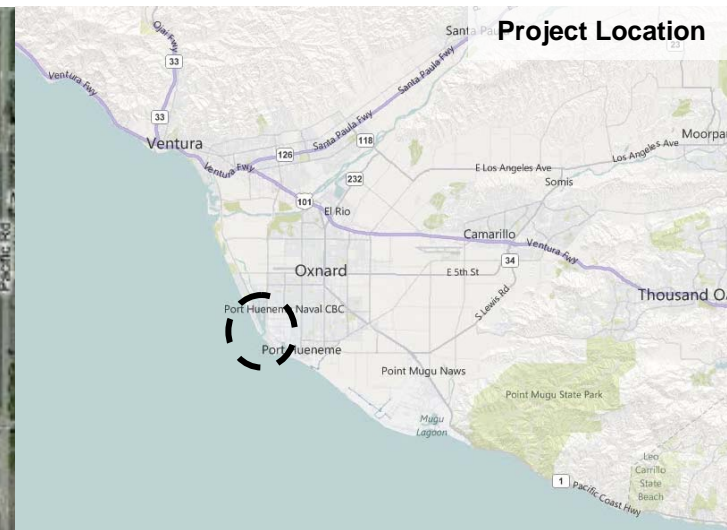 Project Location
Ojai Fwy
Santa Paula
23
33
Ventura Fwy
Santa Paula Fwy
Santa Paula Fwy
33
Ventura
118
Moorpa
126
Los Angeles Ave
Ventura Fwy
E Los Angeles Ave
232
Somis
101
El Rio
Pacific Rd
Camarillo
Ventura Fwy
Oxnard
E 5th St
34
S Lewis Rd
Thousand O
Port Hueneme Naval CBC
Port Hueneme
Point Mugu Naws
Point Mugu State Park
Mugu
Lagoon
Leo
Carrillo
State
Beach
1
Pacific Coast Hwy